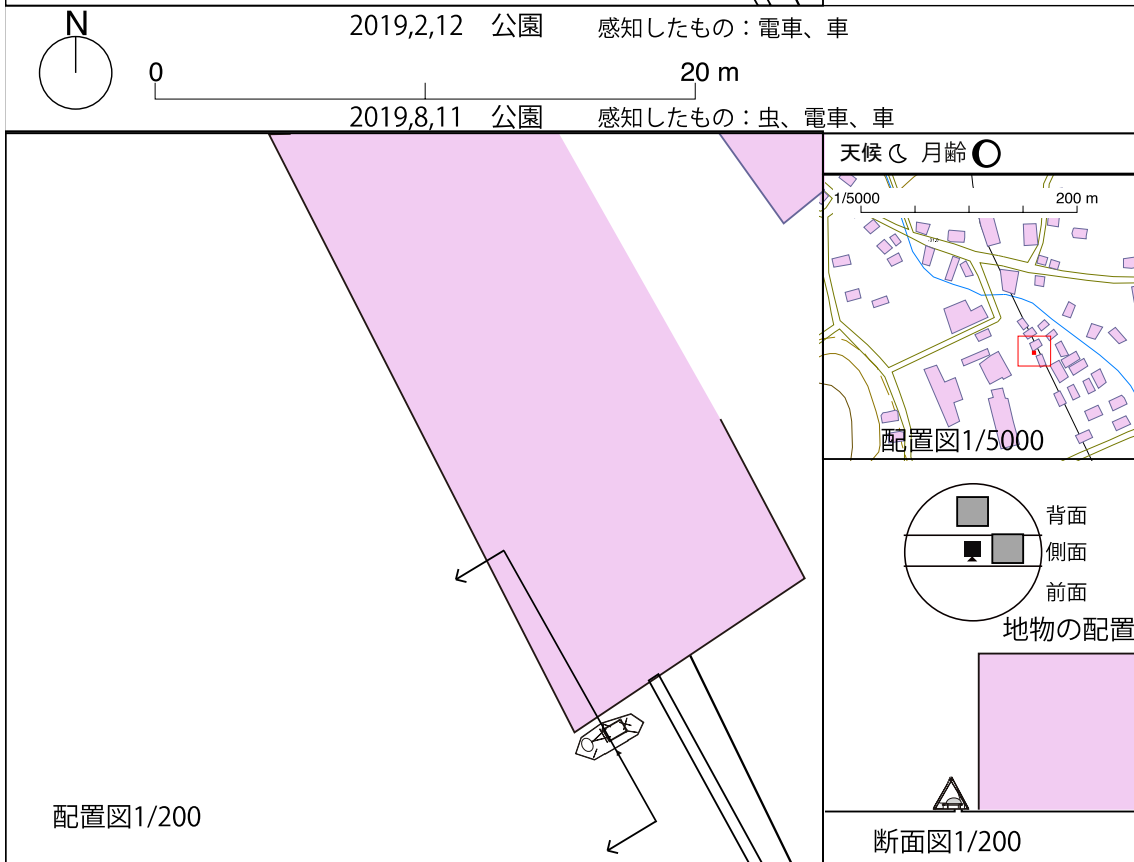 N
2019,2,12 公園 感知したもの：電車、車
0 20 m
2019,8,11 公園 感知したもの：虫、電車、車
天候 月齢
1/5000 200 m
配置図1/5000
背面
側面
前面
地物の配置
配置図1/200
断面図1/200